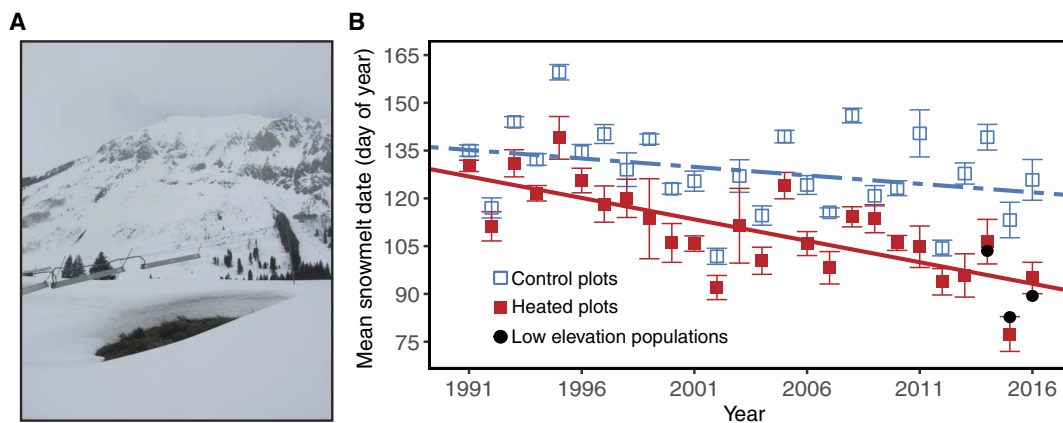 A
B
Mean snowmelt date (day of year)
165
150
135
120
105
90
75
Control plots
Heated plots
Low elevation populations
1991
1996
2001
2006
2011
2016
Year